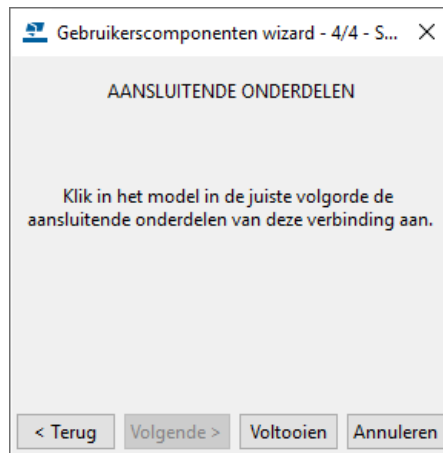 Gebruikerscomponenten wizard - 4/4 - S...
AANSLUITENDE ONDERDELEN
Klik in het model in de juiste volgorde de
aansluitende onderdelen van deze verbinding aan.
< Terug
Volgende >
Voltooien
Annuleren